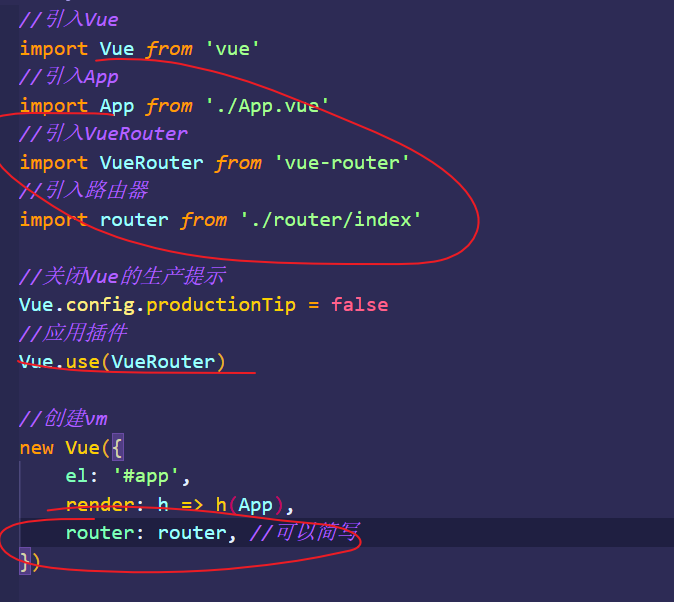 //引入Vue
import Vue from 'vue'
//引入App
import App from './App.vue'
//引入VueRouter
import VueRouter from 'vue-router'
//引入路由器
import router from './router/index'
//关闭Vue的生产提示
Vue.config.productionTip = false
//应用插件
Vue.use(VueRouter)
//创建vm
new Vue({
    el: '#app',
    render: h => h(App),
    router: router, //可以简写
})